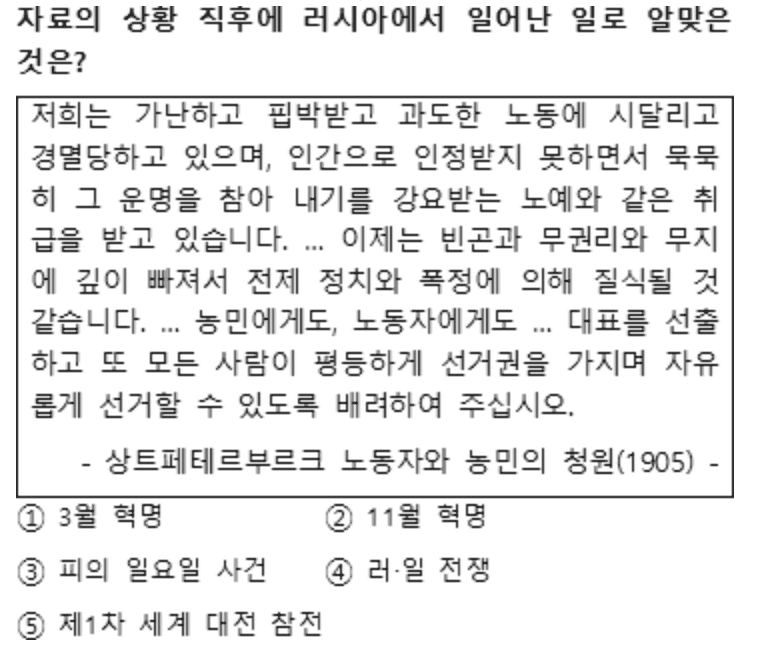 자료의 상황 직후에 러시아에서 일어난 일로 알맞은
것은?
저희는 가난하고 핍박받고 과도한 노동에 시달리고
경멸당하고 있으며, 인간으로 인정받지 못하면서 묵묵
히 그 운명을 참아 내기를 강요받는 노예와 같은 취
급을 받고 있습니다. ... 이제는 빈곤과 무권리와 무지
에 깊이 빠져서 전제 정치와 폭정에 의해 질식될 것
같습니다. ... 농민에게도, 노동자에게도 ... 대표를 선출
하고 또 모든 사람이 평등하게 선거권을 가지며 자유
롭게 선거할 수 있도록 배려하여 주십시오.
- 상트페테르부르크 노동자와 농민의 청원(1905) -
① 3월 혁명 ② 11월 혁명
③ 피의 일요일 사건 ④ 러·일 전쟁
⑤ 제1차 세계 대전 참전